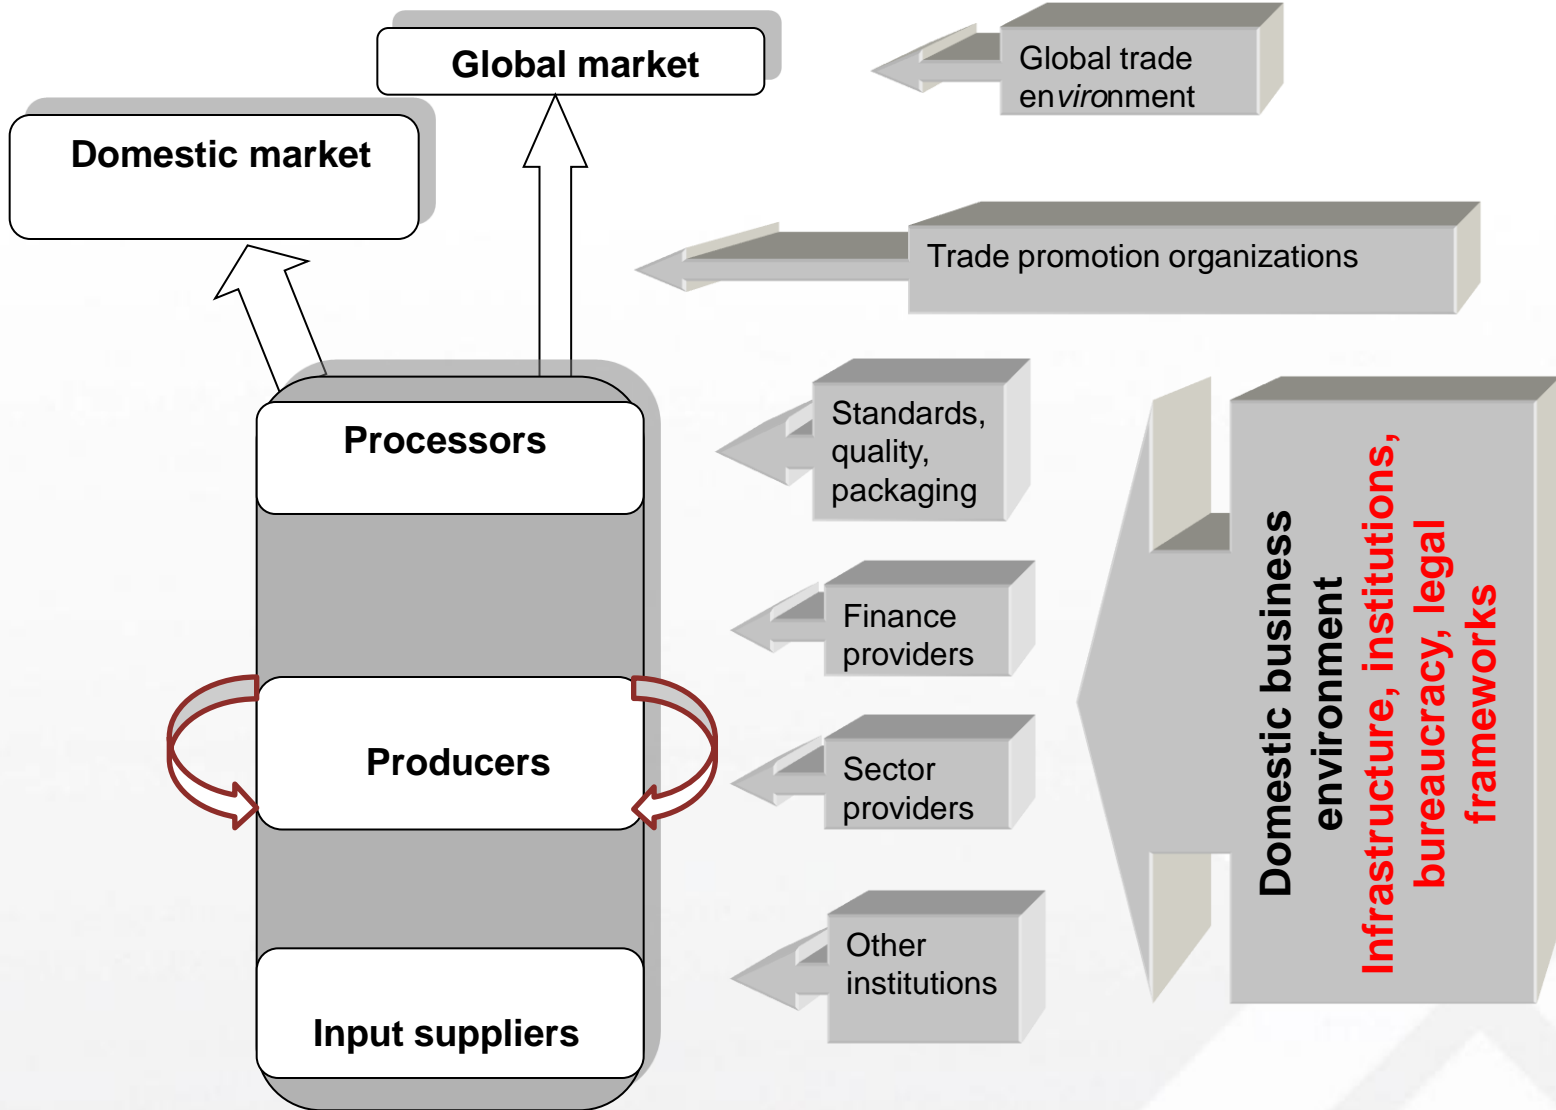 Global market
Global trade
environment
Domestic market
Trade promotion organizations
Processors
Standards,
quality,
packaging
Finance
providers
Producers
Sector
providers
Other
institutions
Input suppliers
Domestic business
environment
Infrastructure, institutions,
bureaucracy, legal
frameworks